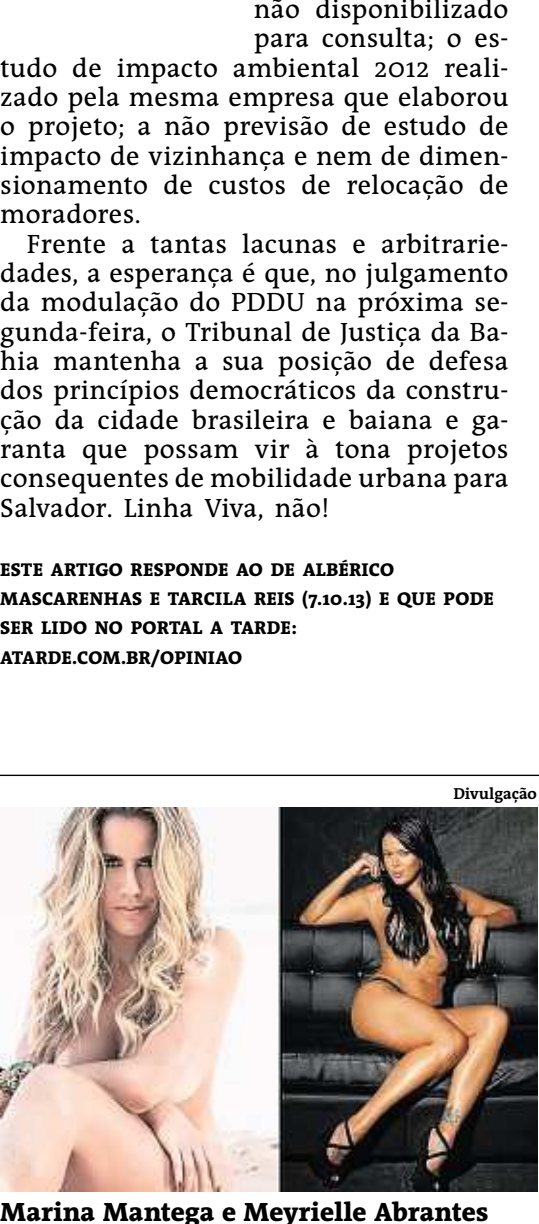 não disponibilizado
para consulta; o es-
tudo de impacto ambiental 2012 reali-
zado pela mesma empresa que elaborou
o projeto; a não previsão de estudo de
impacto de vizinhança e nem de dimen-
sionamento de custos de relocação de
moradores.
Frente a tantas lacunas e arbitrarie-
dades, a esperança é que, no julgamento
da modulação do PDDU na próxima se-
gunda-feira, o Tribunal de Justiça da Ba-
hia mantenha a sua posição de defesa
dos princípios democráticos da constru-
ção da cidade brasileira e baiana e ga-
ranta que possam vir à tona projetos
consequentes de mobilidade urbana para
Salvador. Linha Viva, não!
ESTE ARTIGO RESPONDE AO DE ALBÉRICO
MASCARENHAS E TARCILA REIS (7.10.13) E QUE PODE
SER LIDO NO PORTAL A TARDE:
ATARDE.COM.BR/OPINIAO
Divulgação
Marina Mantega e Meyrielle Abrantes